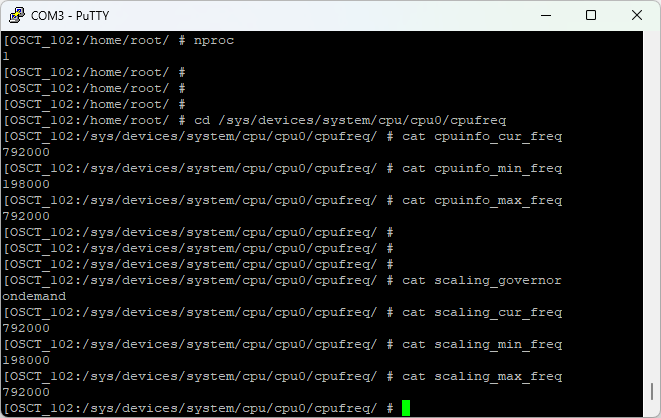 COM3 - PuTTY
[OSCT_102:/home/root/ # nproc
1
[OSCT_102:/home/root/ #
[OSCT_102:/home/root/ #
[OSCT_102:/home/root/ #
[OSCT_102:/home/root/ # cd /sys/devices/system/cpu/cpu0/cpufreq
[OSCT_102:/sys/devices/system/cpu/cpu0/cpufreq/ # cat cpuinfo_cur_freq
792000
[OSCT_102:/sys/devices/system/cpu/cpu0/cpufreq/ # cat cpuinfo_min_freq
198000
[OSCT_102:/sys/devices/system/cpu/cpu0/cpufreq/ # cat cpuinfo_max_freq
792000
[OSCT_102:/sys/devices/system/cpu/cpu0/cpufreq/ #
[OSCT_102:/sys/devices/system/cpu/cpu0/cpufreq/ #
[OSCT_102:/sys/devices/system/cpu/cpu0/cpufreq/ #
[OSCT_102:/sys/devices/system/cpu/cpu0/cpufreq/ # cat scaling_governor
ondemand
[OSCT_102:/sys/devices/system/cpu/cpu0/cpufreq/ # cat scaling_cur_freq
792000
[OSCT_102:/sys/devices/system/cpu/cpu0/cpufreq/ # cat scaling_min_freq
198000
[OSCT_102:/sys/devices/system/cpu/cpu0/cpufreq/ # cat scaling_max_freq
792000
[OSCT_102:/sys/devices/system/cpu/cpu0/cpufreq/ #